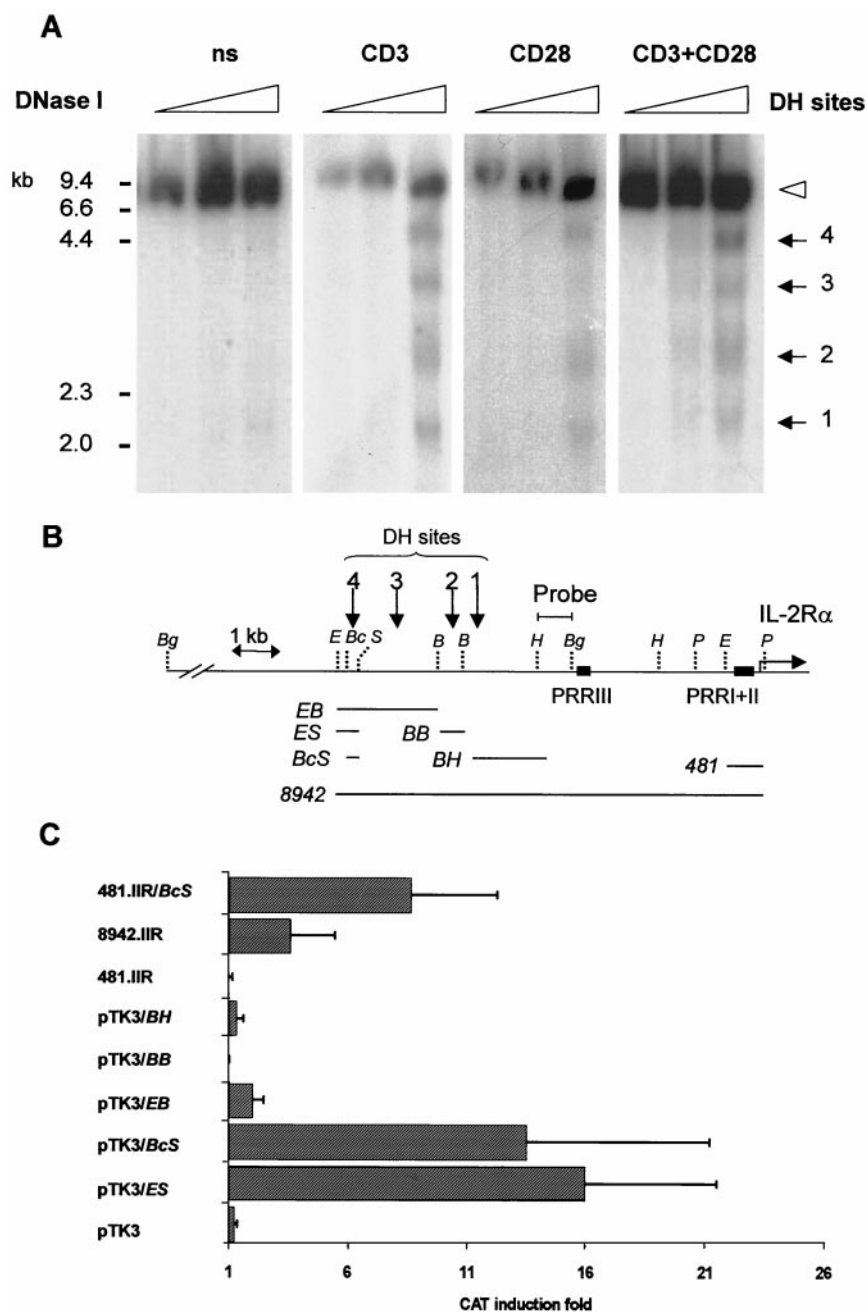 A
ns CD3 CD28 CD3+CD28
DNase I DH sites
kb 9.4
6.6
4.4 4
3
2
2.3
1
2.0
B
DH sites
4 3 2 1
Probe
IL-2Rα
Bg 1 kb E Bc S B B H Bg H P E P
PRRIII PRRI+II
EB
ES BB
BcS BH 481
8942
C
481.IIR/BcS
8942.IIR
481.IIR
pTK3/BH
pTK3/BB
pTK3/EB
pTK3/BcS
pTK3/ES
pTK3
1 6 11 16 21 26
CAT induction fold